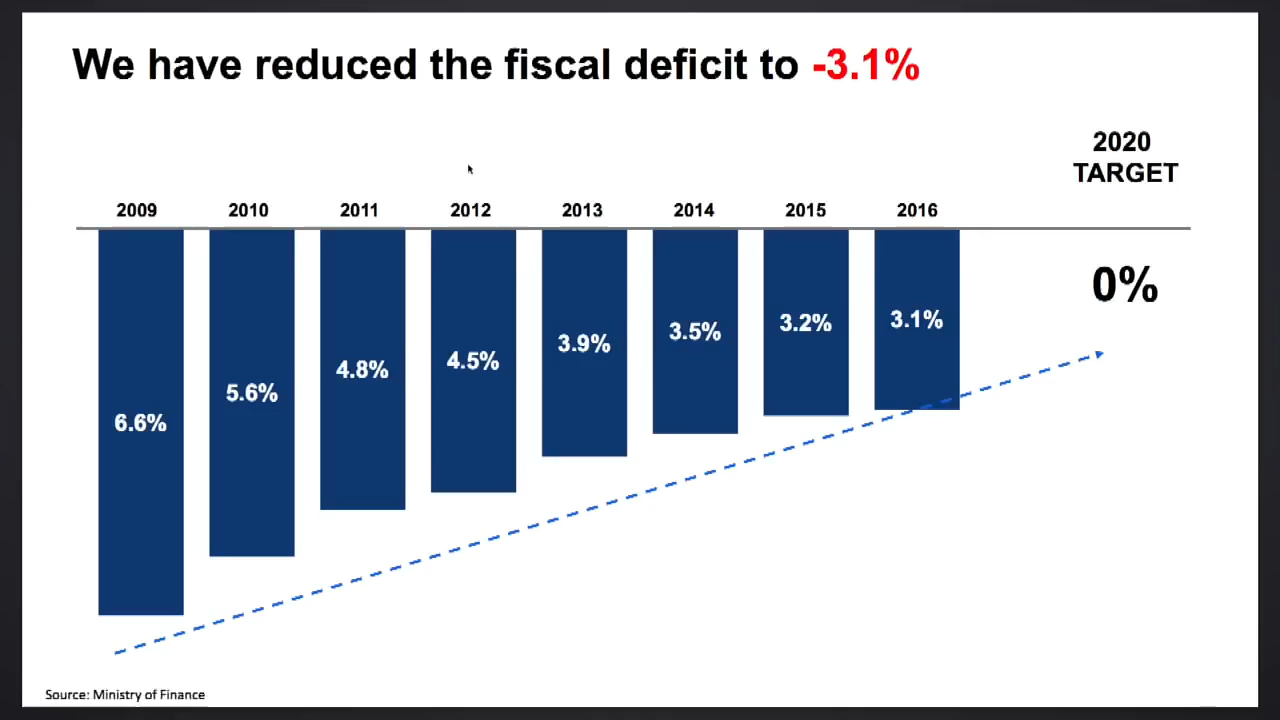 We have reduced the fiscal deficit to -3.1%
2020
TARGET
2009 2010 2011 2012 2013 2014 2015 2016
0%
6.6% 5.6% 4.8% 4.5% 3.9% 3.5% 3.2% 3.1%
Source: Ministry of Finance